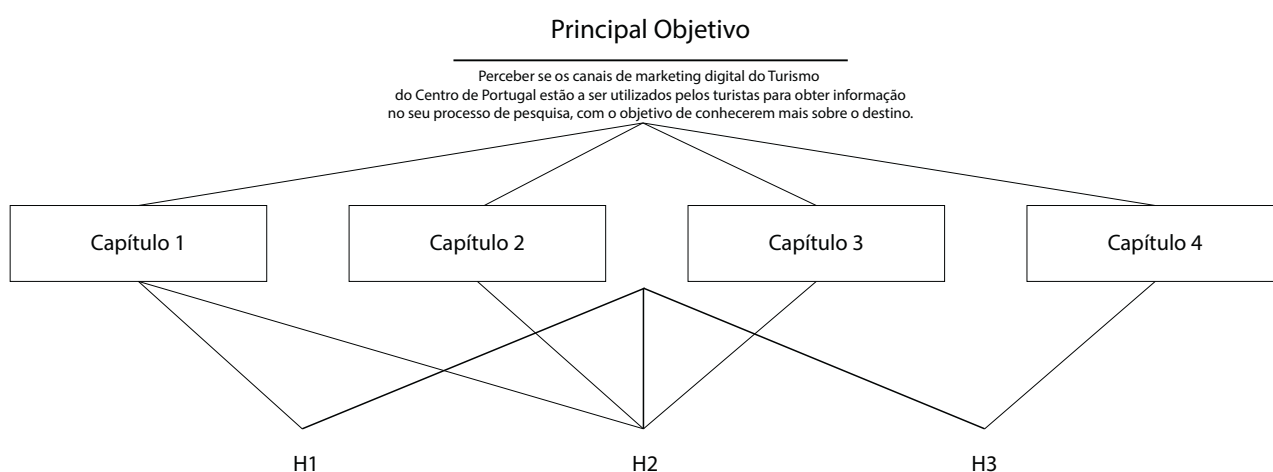 Principal Objetivo
Perceber se os canais de marketing digital do Turismo
do Centro de Portugal estão a ser utilizados pelos turistas para obter informação
no seu processo de pesquisa, com o objetivo de conhecerem mais sobre o destino.
Capítulo 1
Capítulo 2
Capítulo 3
Capítulo 4
H1
H2
H3